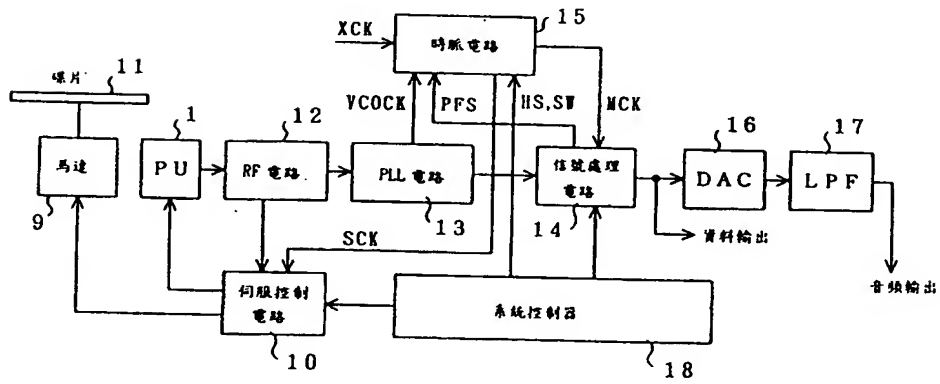 15
XCK
時脈電路
碟片
11
VCOCK
PFS
HS,SW
MCK
1
12
16
17
馬達
PU
RF電路
PLL電路
信號處理
電路
DAC
LPF
9
13
14
資料輸出
SCK
伺服控制
電路
系統控制器
音頻輸出
10
18